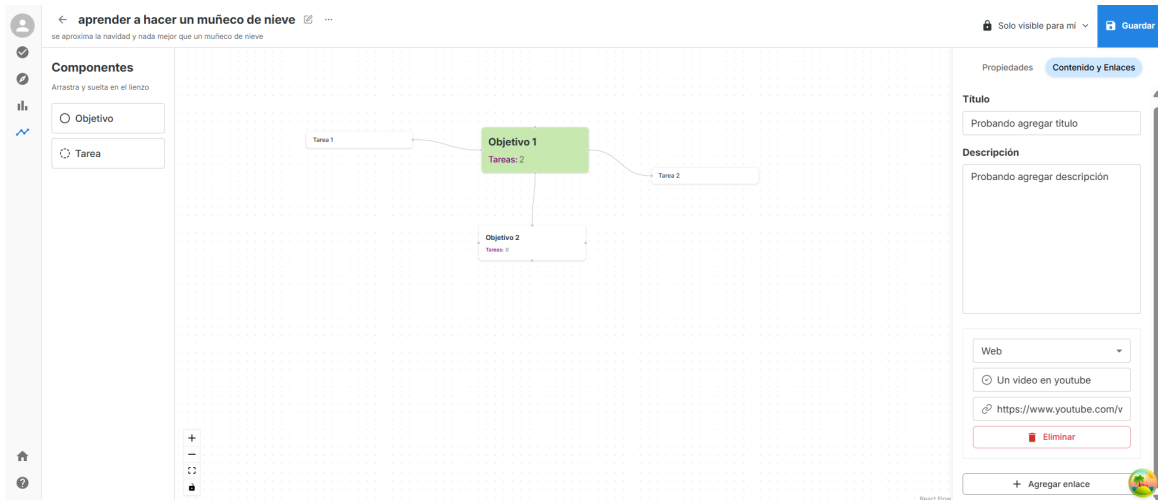 aprender a hacer un muñeco de nieve
se aproxima la navidad y nada mejor que un muñeco de nieve
Solo visible para mí
Guardar
Componentes
Arrastra y suelta en el lienzo
Objetivo
Tarea
Tarea 1
Objetivo 1
Tareas: 2
Tarea 2
Objetivo 2
Tareas: 0
React Flow
Propiedades
Contenido y Enlaces
Título
Probando agregar título
Descripción
Probando agregar descripción
Web
Un video en youtube
https://www.youtube.com/v
Eliminar
Agregar enlace